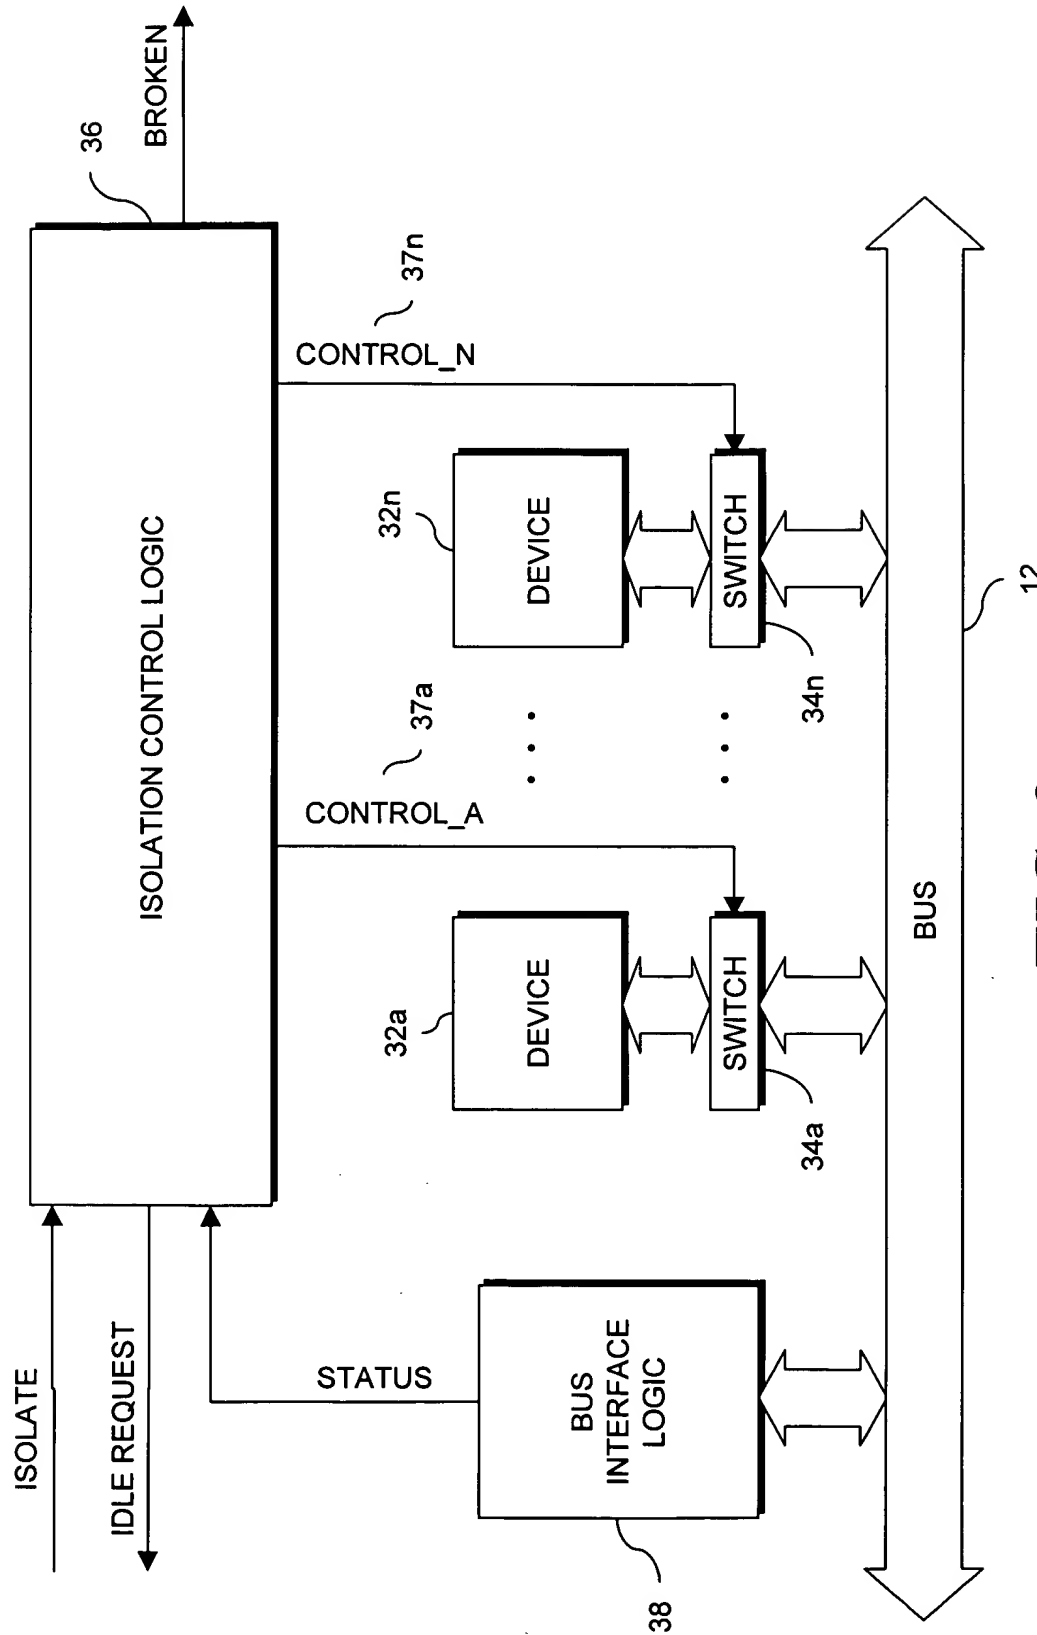 ISOLATE
IDLE REQUEST
BROKEN
36
ISOLATION CONTROL LOGIC
STATUS
CONTROL_A
37a
CONTROL_N
37n
32a
DEVICE
32n
DEVICE
BUS
INTERFACE
LOGIC
38
SWITCH
34a
SWITCH
34n
BUS
12